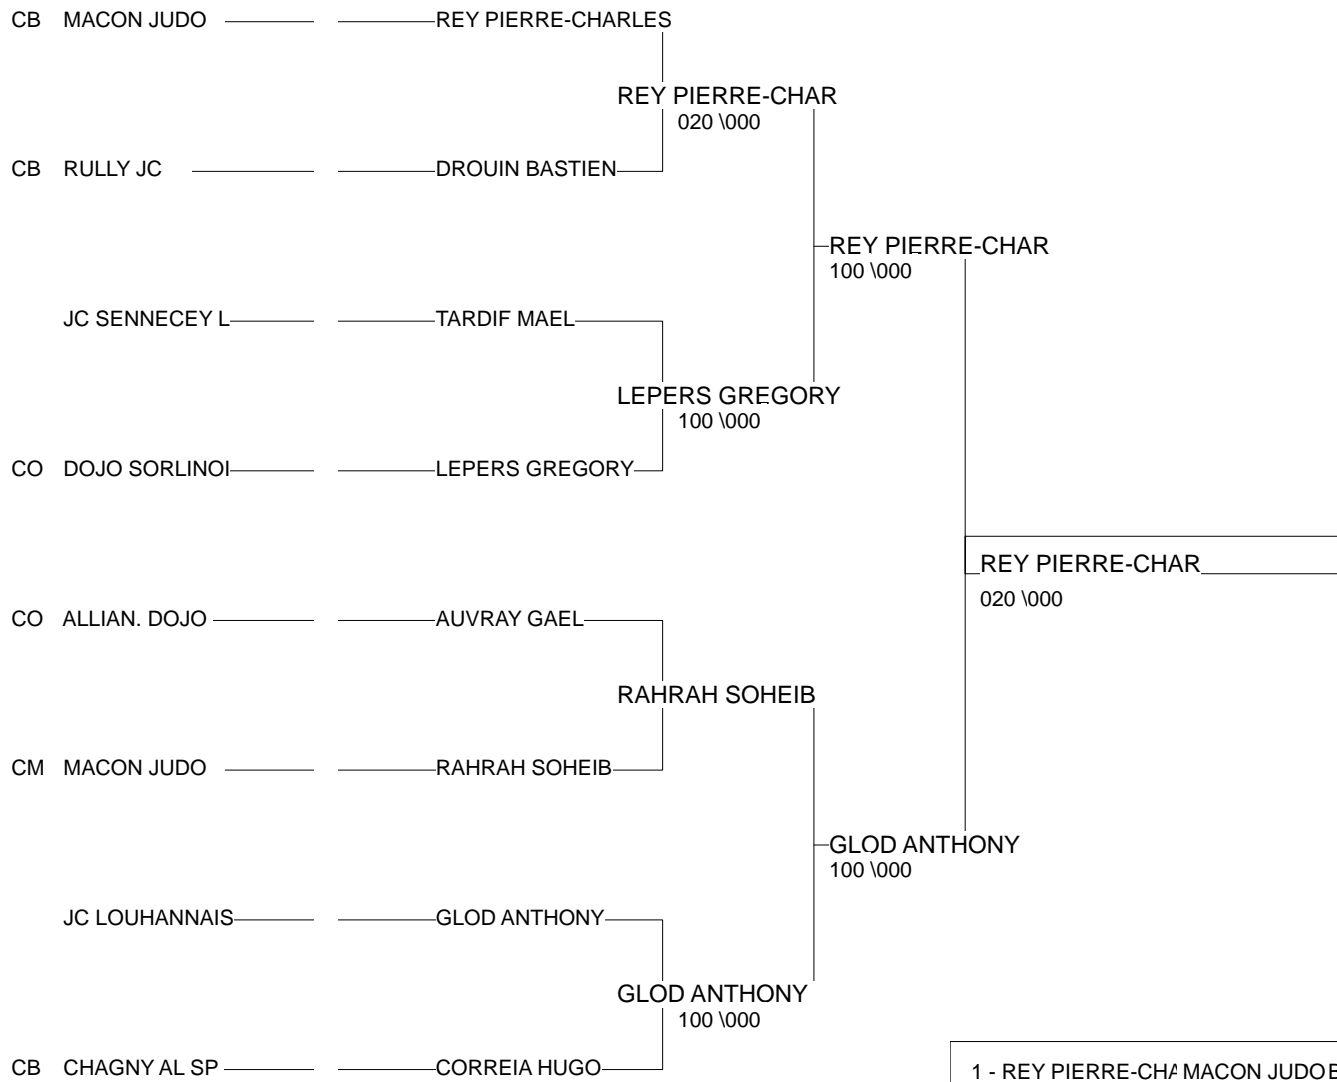 CB MACON JUDO REY PIERRE-CHARLES
REY PIERRE-CHAR
020 \000
CB RULLY JC DROUIN BASTIEN
REY PIERRE-CHAR
100 \000
JC SENNECEY L TARDIF MAEL
LEPERS GREGORY
100 \000
CO DOJO SORLINOI LEPERS GREGORY
REY PIERRE-CHAR
020 \000
CO ALLIAN. DOJO AUVRAY GAEL
RAHRAH SOHEIB
CM MACON JUDO RAHRAH SOHEIB
GLOD ANTHONY
100 \000
JC LOUHANNAIS GLOD ANTHONY
GLOD ANTHONY
100 \000
CB CHAGNY AL SP CORREIA HUGO
1 - REY PIERRE-CHA MACON JUDO